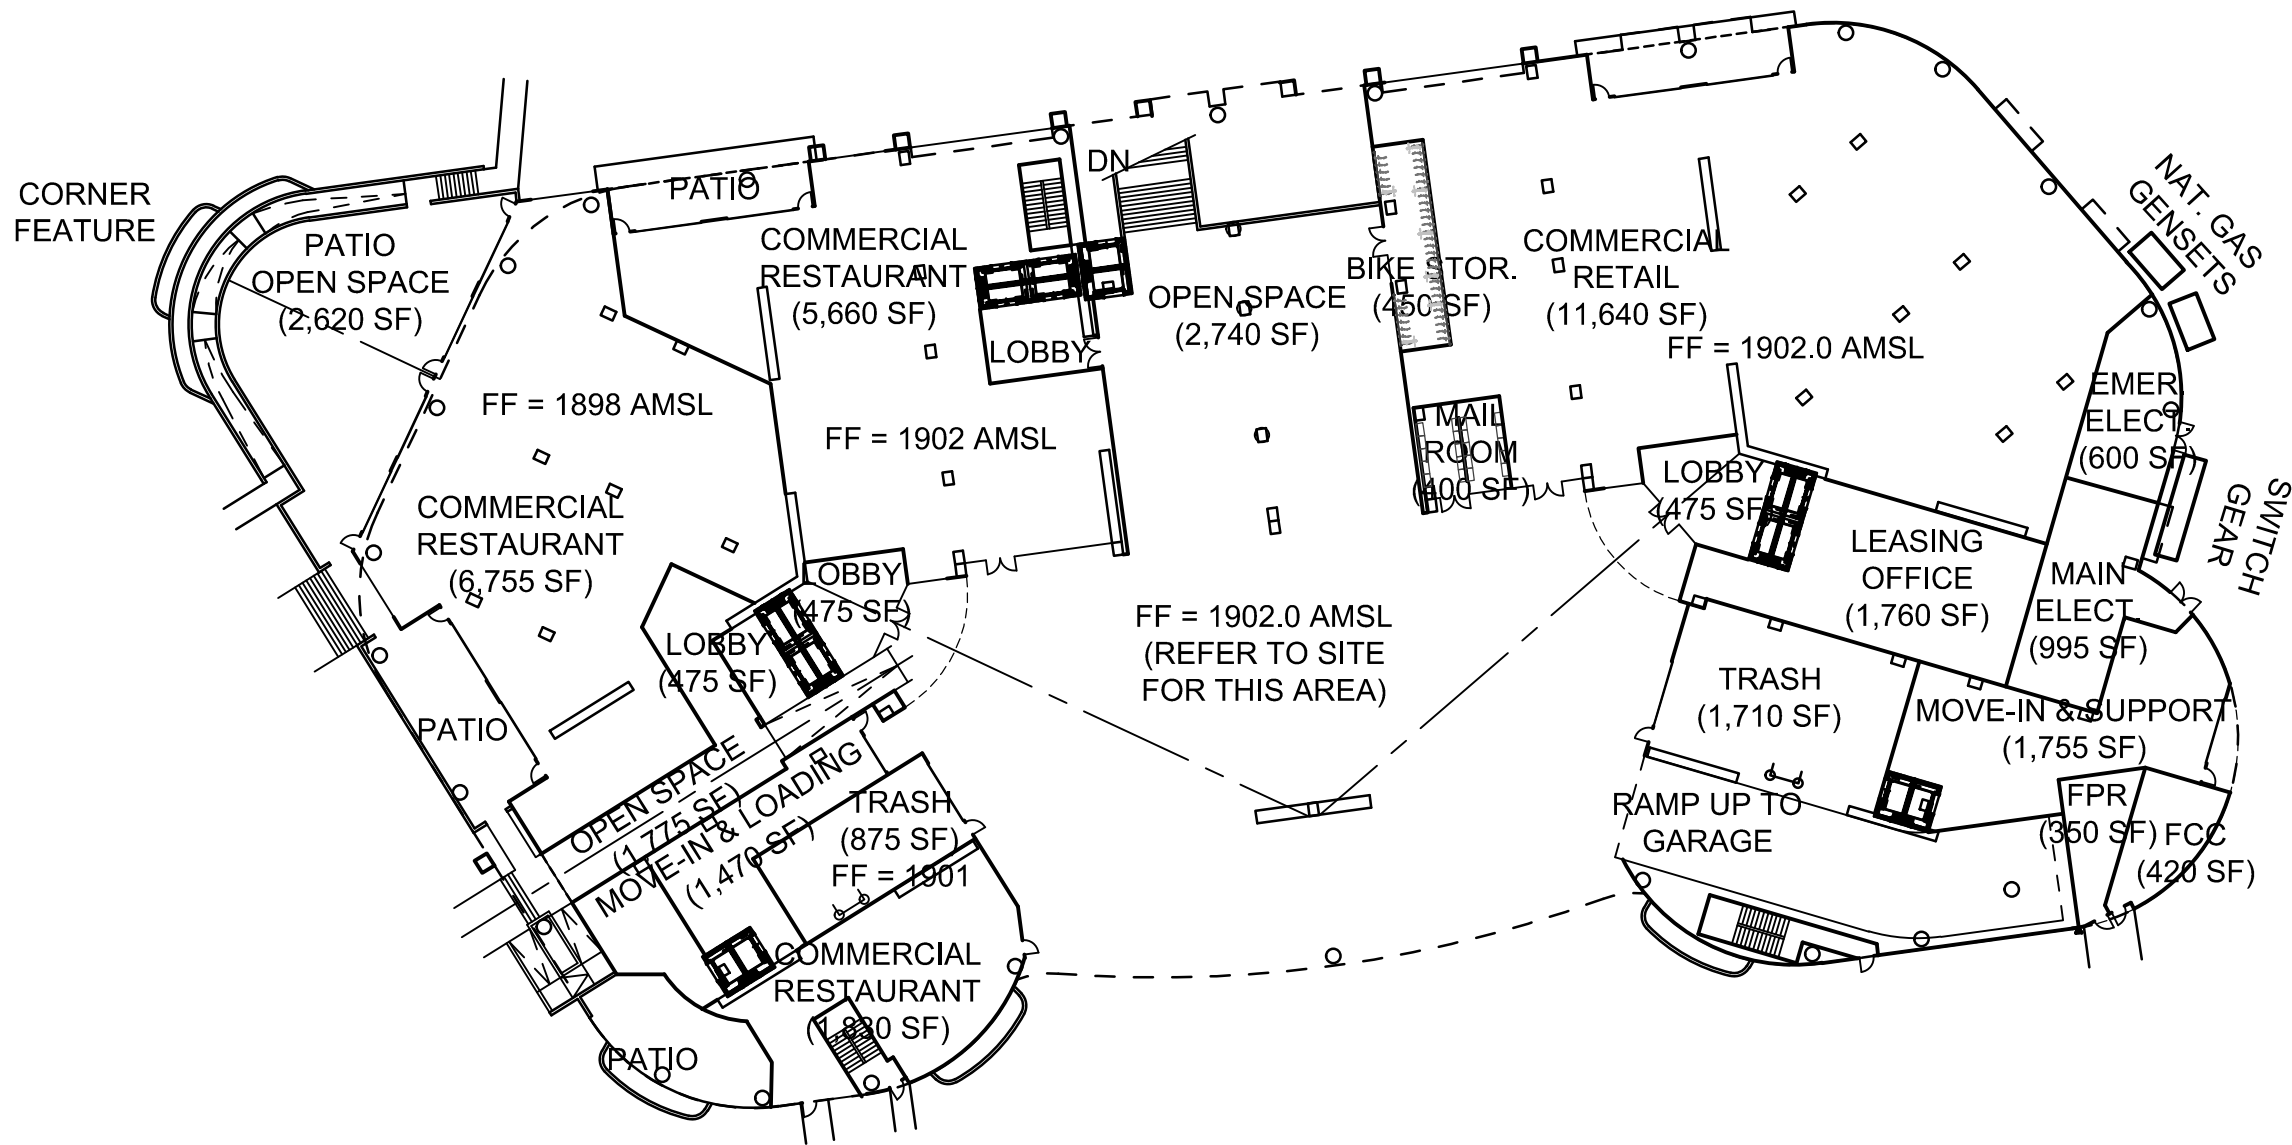 CORNER
FEATURE
PATIO
OPEN SPACE
(2,620 SF)
PATIO
COMMERCIAL
RESTAURANT
(5,660 SF)
DN
LOBBY
OPEN SPACE
(2,740 SF)
BIKE STOR.
(450 SF)
COMMERCIAL
RETAIL
(11,640 SF)
FF = 1902.0 AMSL
NAT. GAS
GENSETS
FF = 1898 AMSL
FF = 1902 AMSL
MAIL
ROOM
(400 SF)
EMER.
ELECT.
(600 SF)
SWITCH
GEAR
COMMERCIAL
RESTAURANT
(6,755 SF)
LOBBY
(475 SF)
LOBBY
(475 SF)
LOBBY
(475 SF)
LEASING
OFFICE
(1,760 SF)
MAIN
ELECT.
(995 SF)
FF = 1902.0 AMSL
(REFER TO SITE
FOR THIS AREA)
PATIO
TRASH
(1,710 SF)
MOVE-IN & SUPPORT
(1,755 SF)
OPEN SPACE
(1,775 SF)
MOVE-IN & LOADING
(1,470 SF)
TRASH
(875 SF)
FF = 1901
RAMP UP TO
GARAGE
FPR
(350 SF)
FCC
(420 SF)
COMMERCIAL
RESTAURANT
(1,830 SF)
PATIO